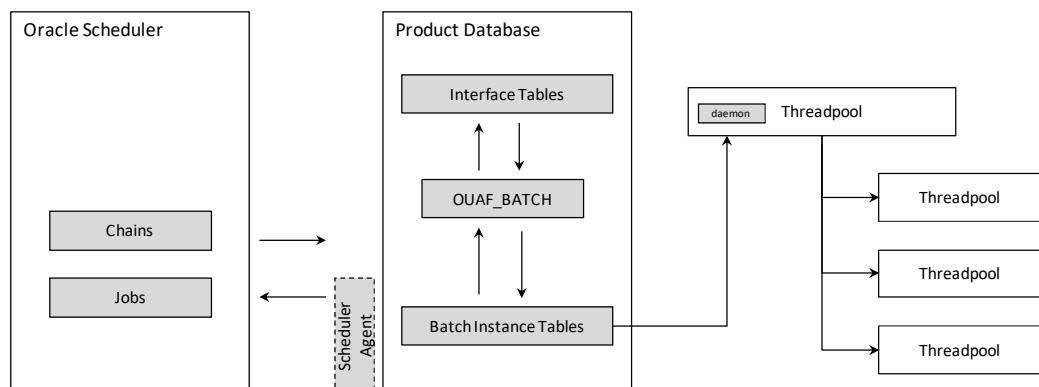 Oracle Scheduler
Chains
Jobs
Scheduler
Agent
Product Database
Interface Tables
OUAF_BATCH
Batch Instance Tables
daemon
Threadpool
Threadpool
Threadpool
Threadpool